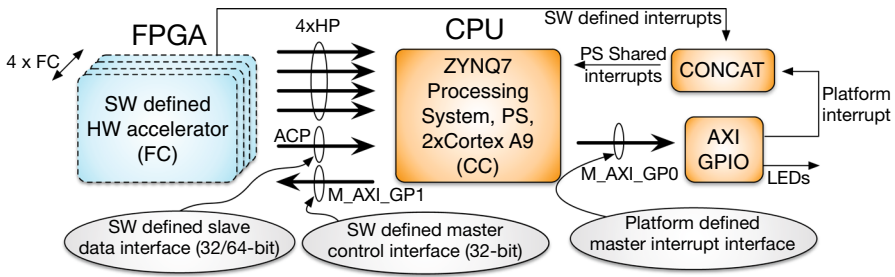 FPGA
4xHP
CPU
SW defined interrupts
4 x FC
SW defined
HW accelerator
(FC)
ACP
M_AXI_GP1
ZYNQ7
Processing
System, PS,
2xCortex A9
(CC)
PS Shared
interrupts
CONCAT
Platform
interrupt
M_AXI_GP0
AXI
GPIO
LEDs
SW defined slave
data interface (32/64-bit)
SW defined master
control interface (32-bit)
Platform defined
master interrupt interface